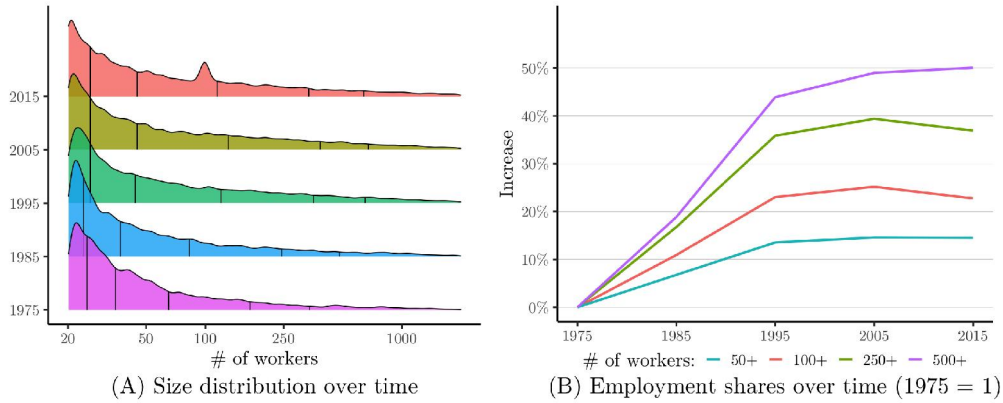 2015
2005
1995
1985
1975
20 50 100 250 1000
# of workers
(A) Size distribution over time
Increase
50%
40%
30%
20%
10%
0%
1975 1985 1995 2005 2015
# of workers: 50+ 100+ 250+ 500+
(B) Employment shares over time (1975 = 1)